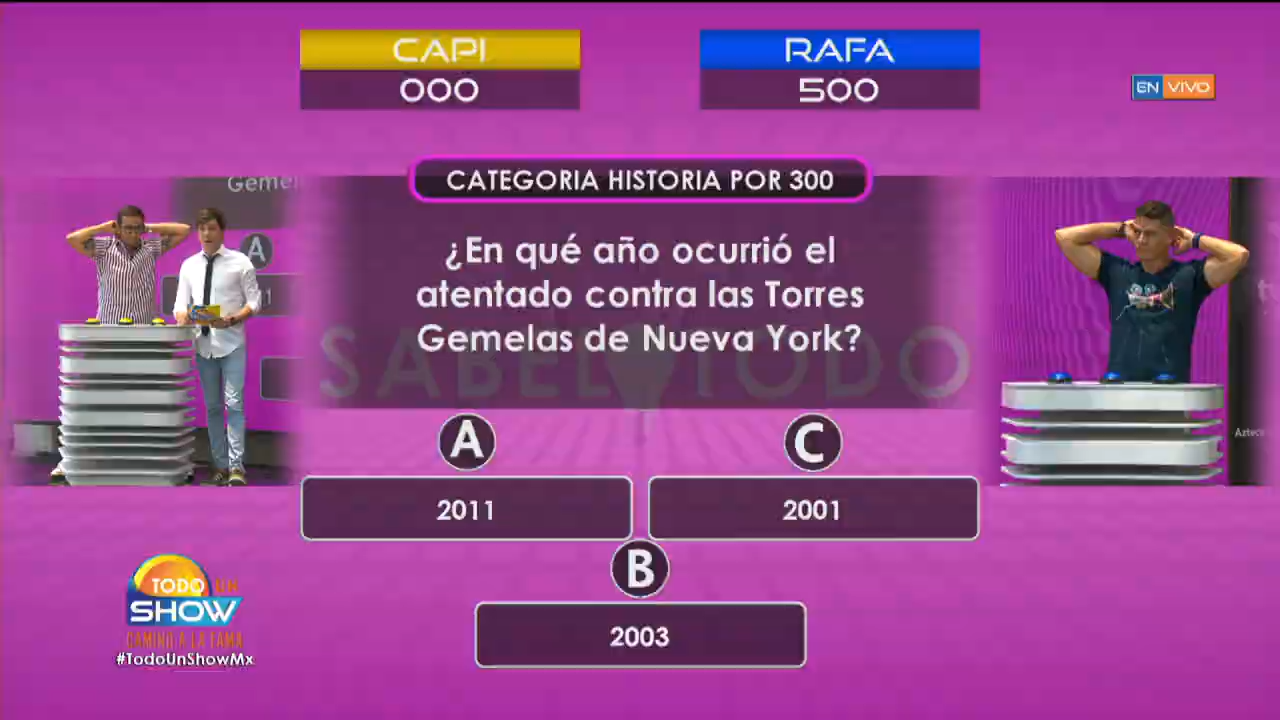 CAPI
000
RAFA
500
EN VIVO
CATEGORIA HISTORIA POR 300
¿En qué año ocurrió el
atentado contra las Torres
Gemelas de Nueva York?
SABELOTODO
A
2011
C
2001
B
2003
A
TODO UN
SHOW
CAMINO A LA FAMA
#TodoUnShowMx